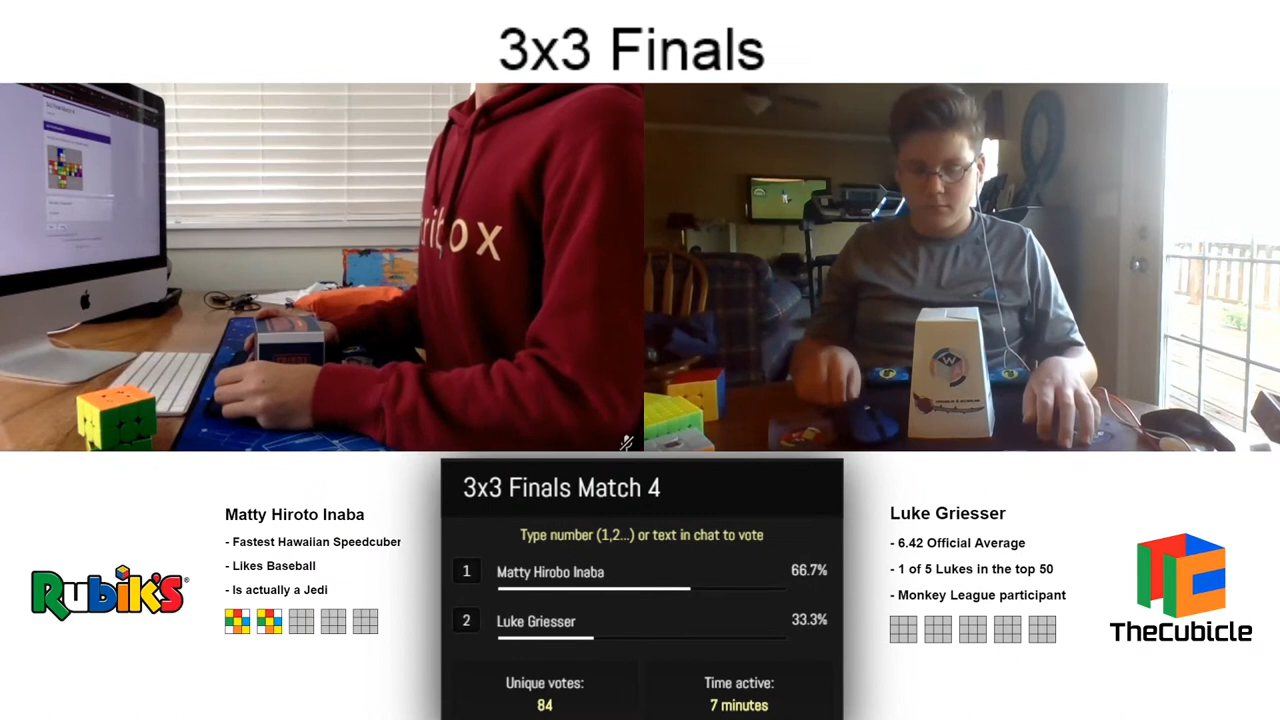 3x3 Finals
ribox
W
3x3 Finals Match 4
Type number (1,2...) or text in chat to vote
1 Matty Hirobo Inaba 66.7%
2 Luke Griesser 33.3%
Unique votes: Time active:
84 7 minutes
Matty Hiroto Inaba
- Fastest Hawaiian Speedcuber
- Likes Baseball
- Is actually a Jedi
RUBIK'S®
Luke Griesser
- 6.42 Official Average
- 1 of 5 Lukes in the top 50
- Monkey League participant
TheCubicle